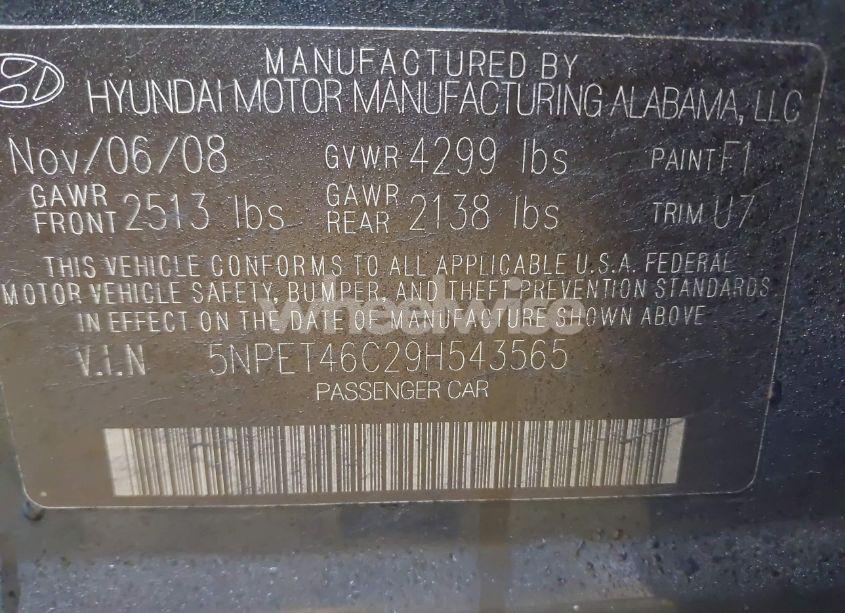 MANUFACTURED BY
HYUNDAI MOTOR MANUFACTURING ALABAMA, LLC
Nov/06/08 GVWR 4299 lbs PAINT F1
GAWR FRONT 2513 lbs GAWR REAR 2138 lbs TRIM U7
THIS VEHICLE CONFORMS TO ALL APPLICABLE U.S.A. FEDERAL
MOTOR VEHICLE SAFETY, BUMPER, AND THEFT PREVENTION STANDARDS
IN EFFECT ON THE DATE OF MANUFACTURE SHOWN ABOVE
wheelwise
V.I.N 5NPET46C29H543565
PASSENGER CAR